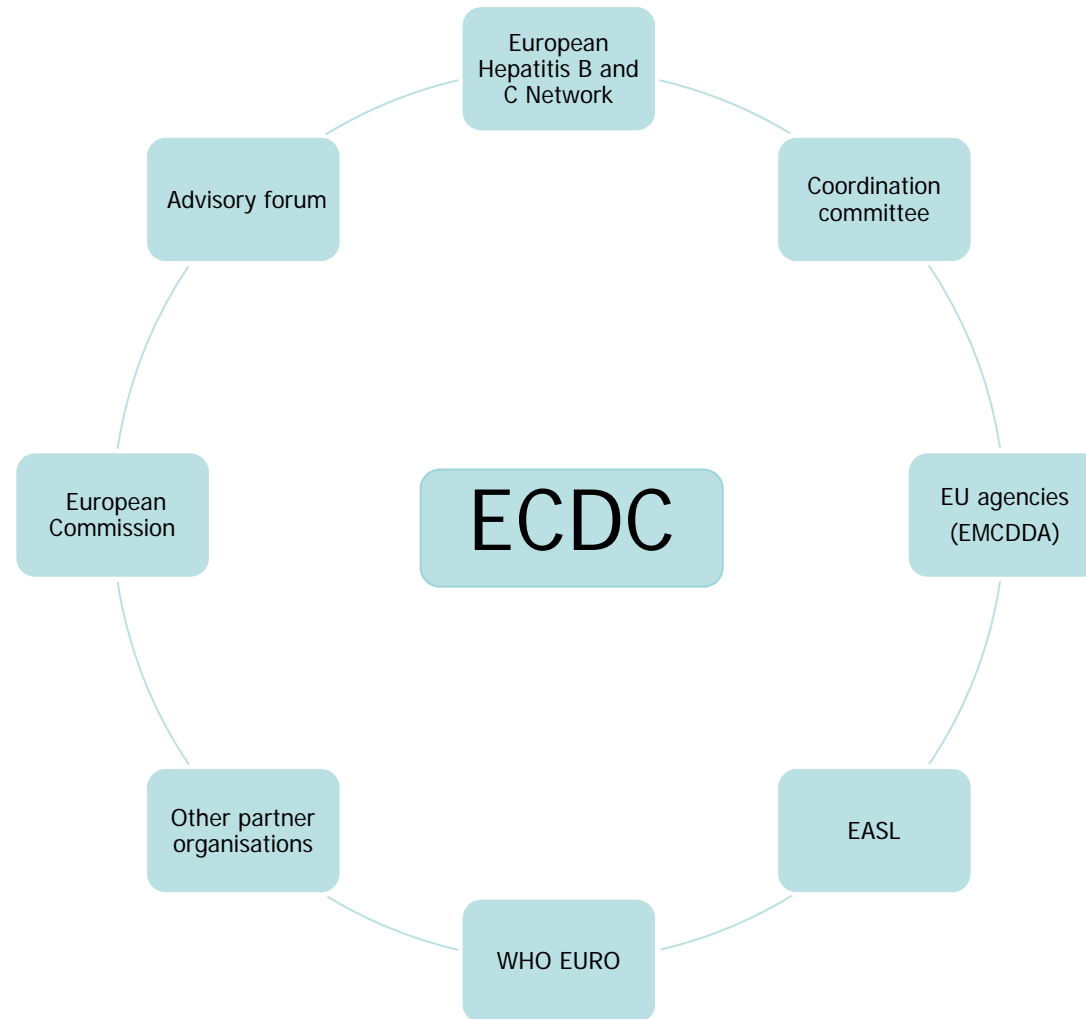 European
Hepatitis B and
C Network
Coordination
committee
EU agencies
(EMCDDA)
EASL
WHO EURO
Other partner
organisations
European
Commission
Advisory forum
ECDC